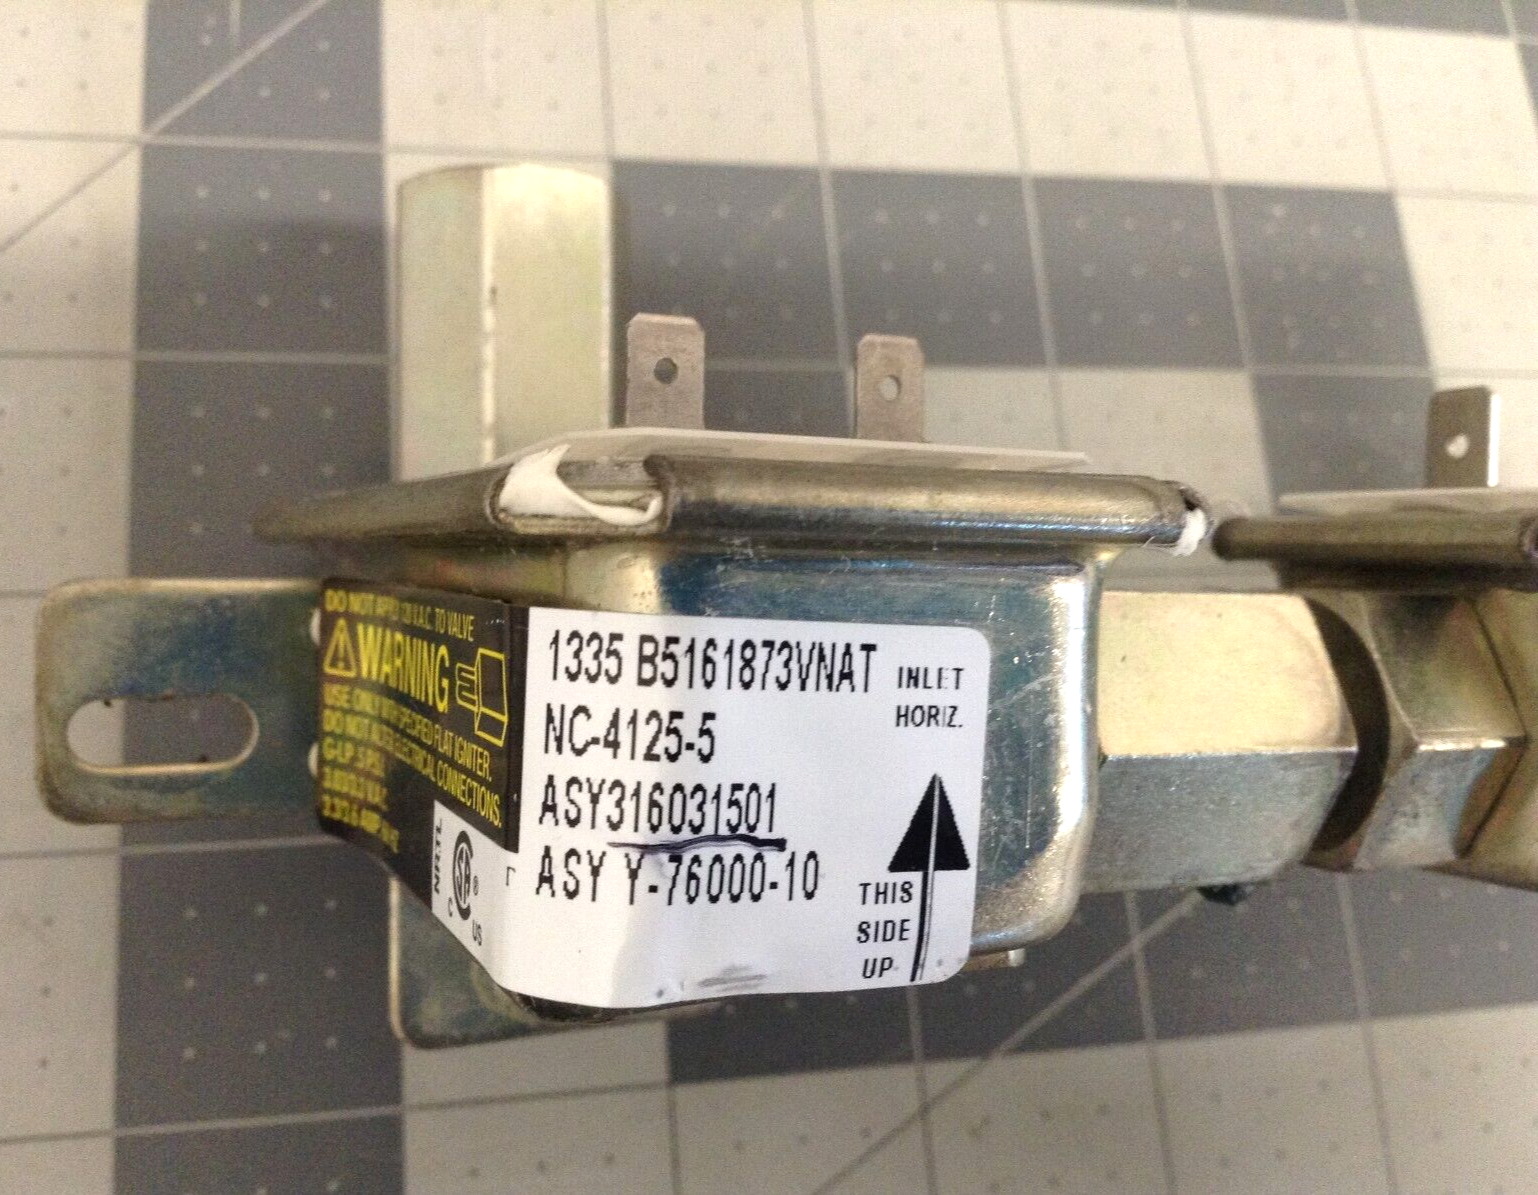 DO NOT APPLY 120 V.A.C. TO VALVE
WARNING
USE ONLY WITH SPECIFIED FLAT IGNITER.
DO NOT ALTER ELECTRICAL CONNECTIONS.
N.R.T.L.
C
US
1335 B5161873VNAT
NC-4125-5
ASY316031501
ASY Y-76000-10
INLET
HORIZ.
THIS
SIDE
UP